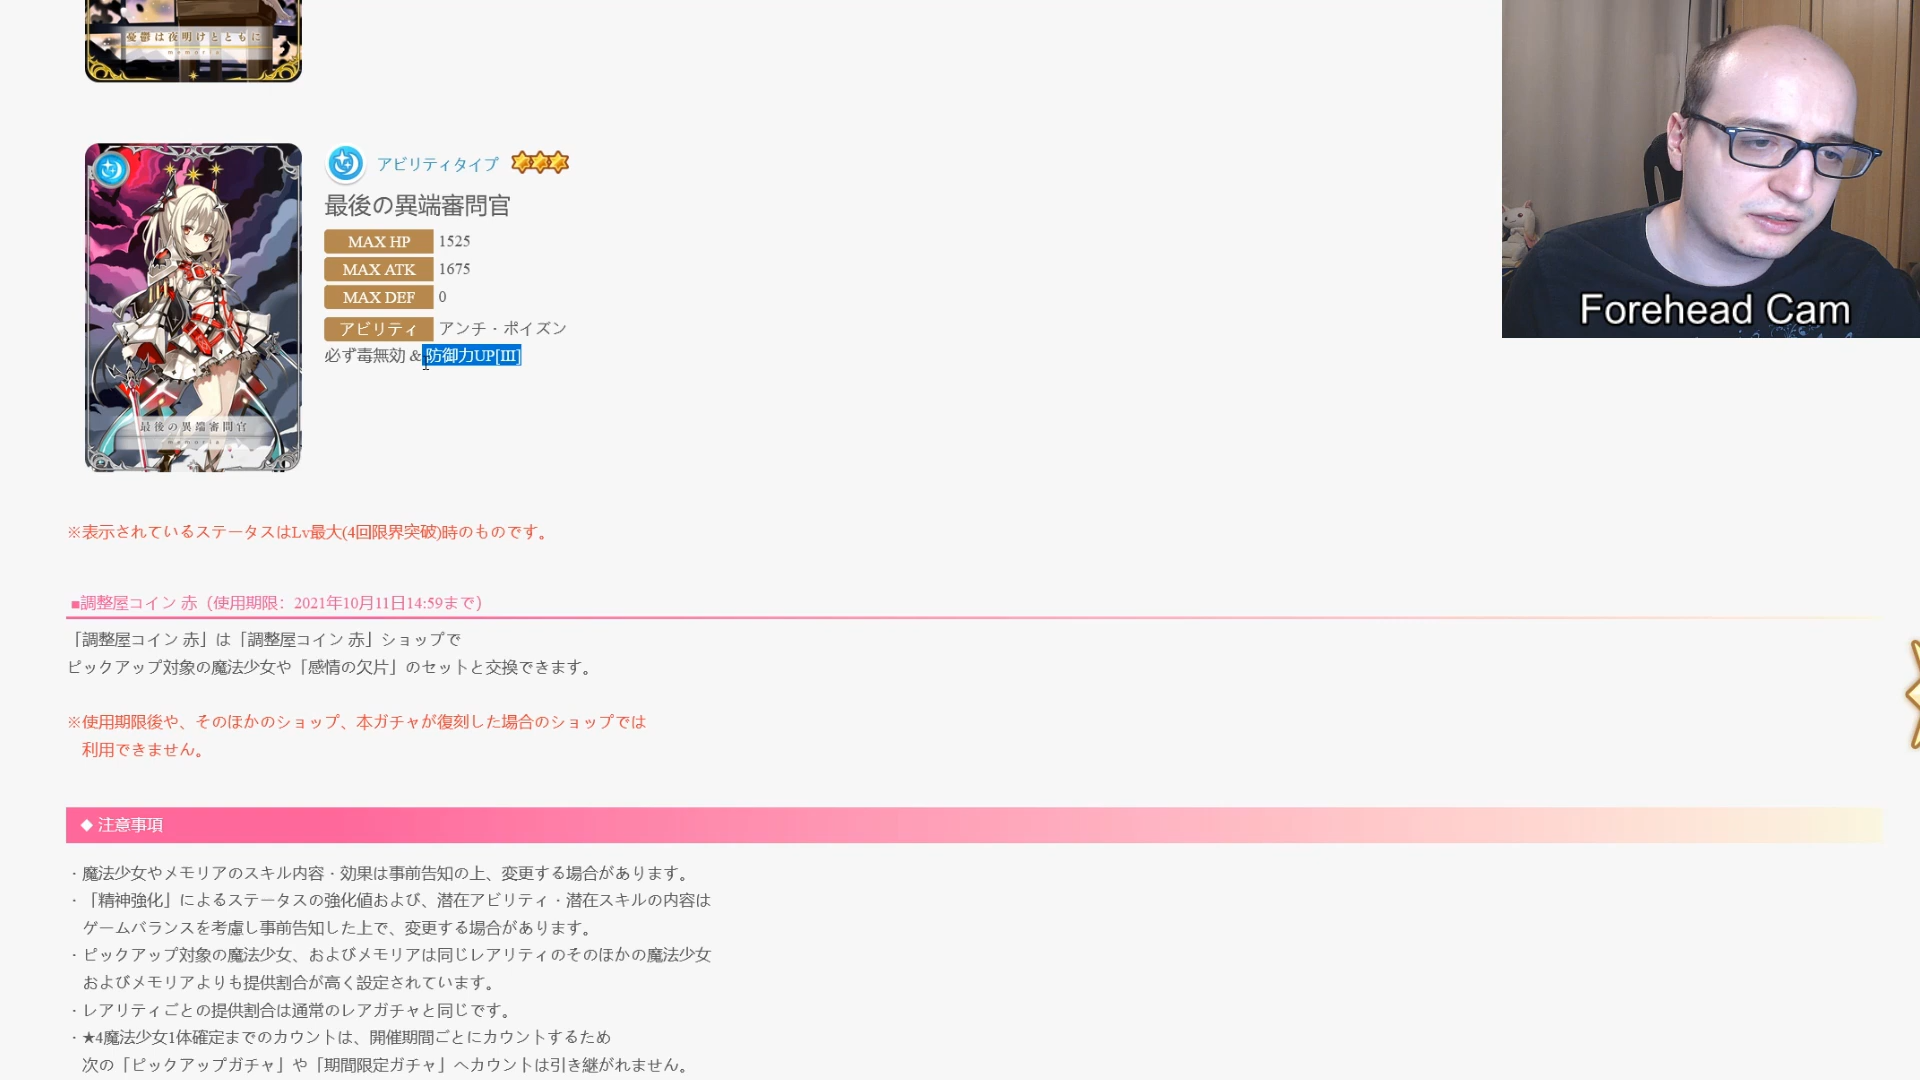 憂鬱は夜明けとともに
memoria
アビリティタイプ
最後の異端審問官
MAX HP 1525
MAX ATK 1675
MAX DEF 0
アビリティ アンチ・ポイズン
必ず毒無効 & 防御力UP[III]
最後の異端審問官
memoria
Forehead Cam
※表示されているステータスはLv最大(4回限界突破)時のものです。
■調整屋コイン 赤（使用期限：2021年10月11日14:59まで）
「調整屋コイン 赤」は「調整屋コイン 赤」ショップで
ピックアップ対象の魔法少女や「感情の欠片」のセットと交換できます。
※使用期限後や、そのほかのショップ、本ガチャが復刻した場合のショップでは
利用できません。
◆ 注意事項
・魔法少女やメモリアのスキル内容・効果は事前告知の上、変更する場合があります。
・「精神強化」によるステータスの強化値および、潜在アビリティ・潜在スキルの内容は
ゲームバランスを考慮し事前告知した上で、変更する場合があります。
・ピックアップ対象の魔法少女、およびメモリアは同じレアリティのそのほかの魔法少女
およびメモリアよりも提供割合が高く設定されています。
・レアリティごとの提供割合は通常のレアガチャと同じです。
・★4魔法少女1体確定までのカウントは、開催期間ごとにカウントするため
次の「ピックアップガチャ」や「期間限定ガチャ」へカウントは引き継がれません。